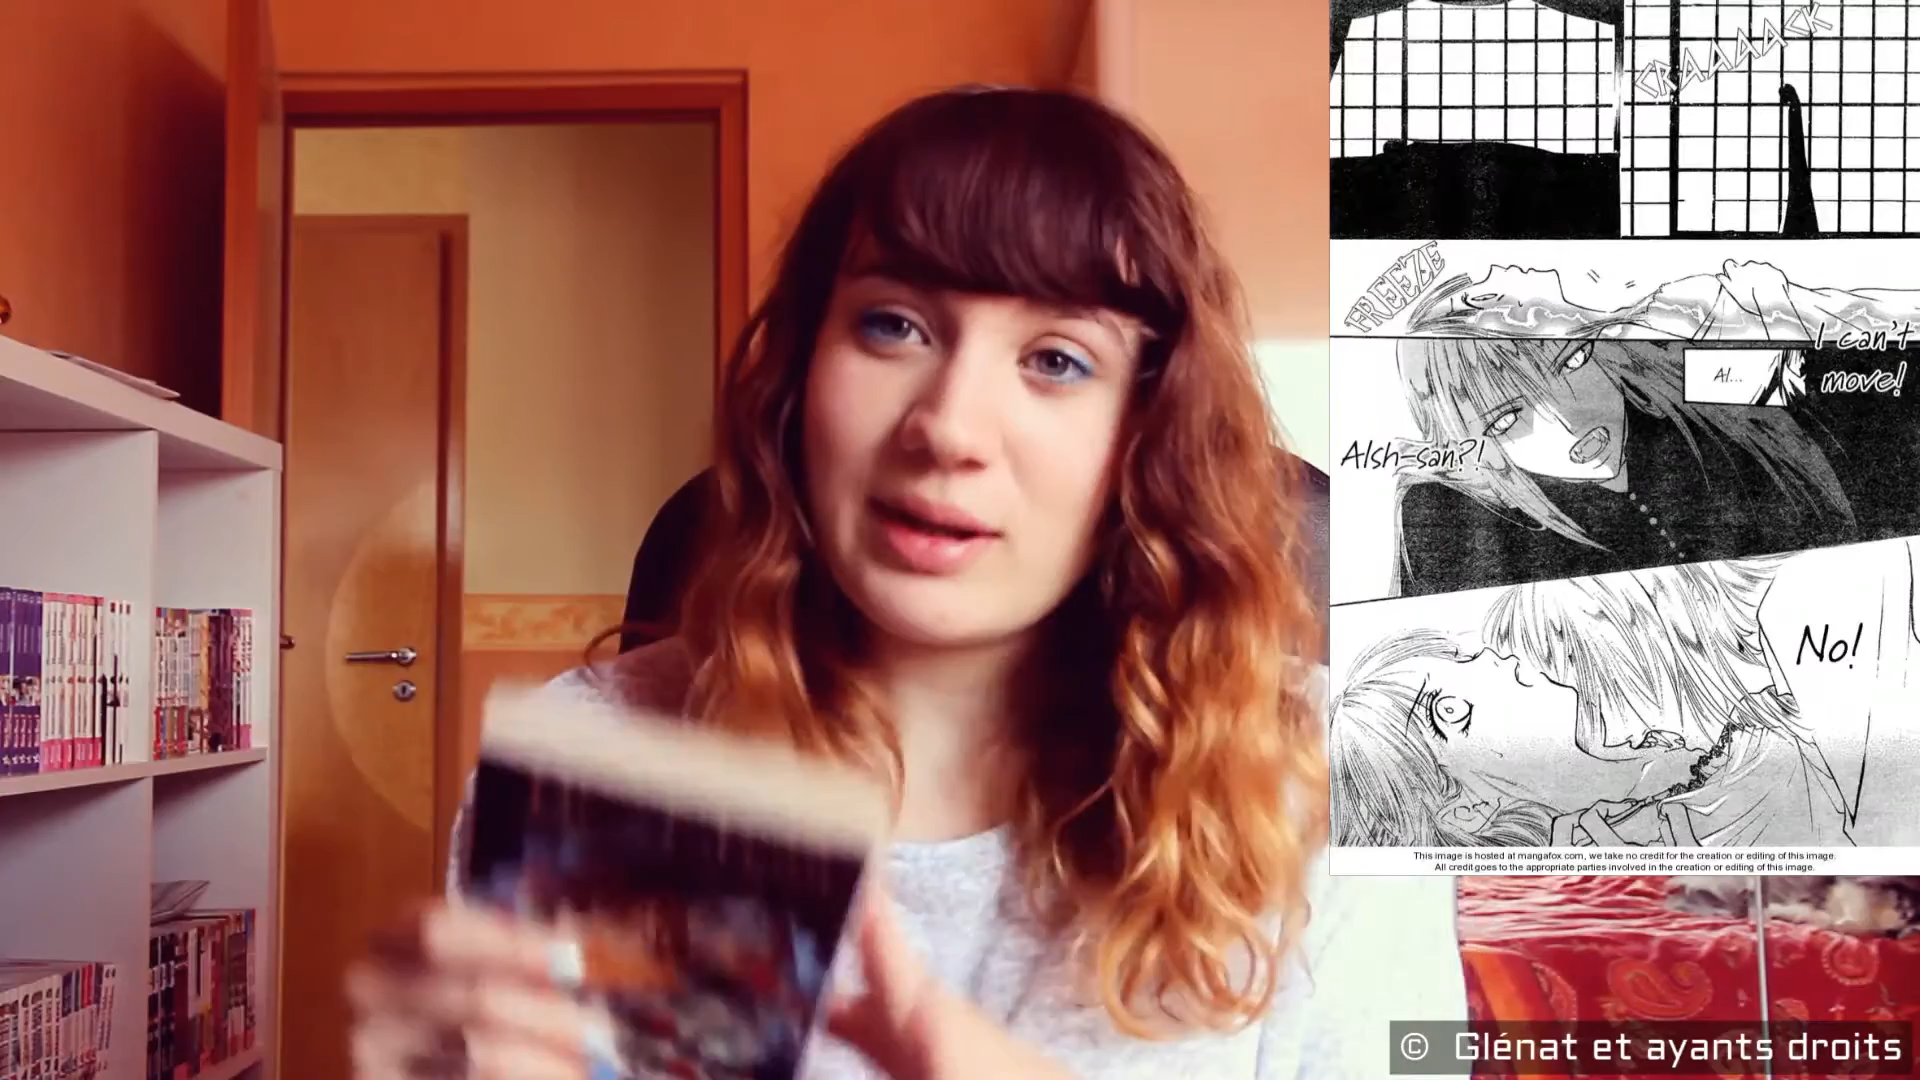 CRAAAACK
FREEZE
I can't
move!
Al...
Alsh-san?!
No!
This image is hosted at mangafox.com, we take no credit for the creation or editing of this image.
All credit goes to the appropriate parties involved in the creation or editing of this image.
© Glénat et ayants droits